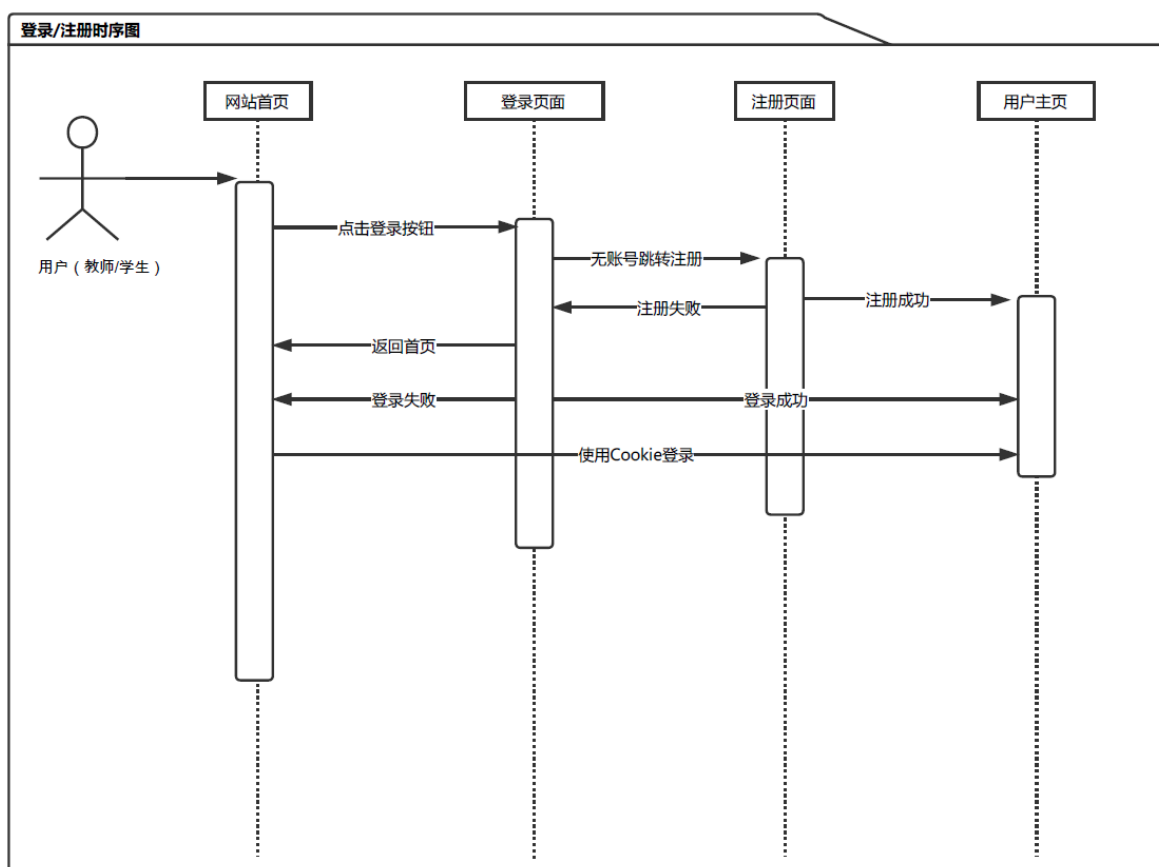 登录/注册时序图
网站首页
登录页面
注册页面
用户主页
用户（教师/学生）
点击登录按钮
无账号跳转注册
注册成功
注册失败
返回首页
登录失败
登录成功
使用Cookie登录